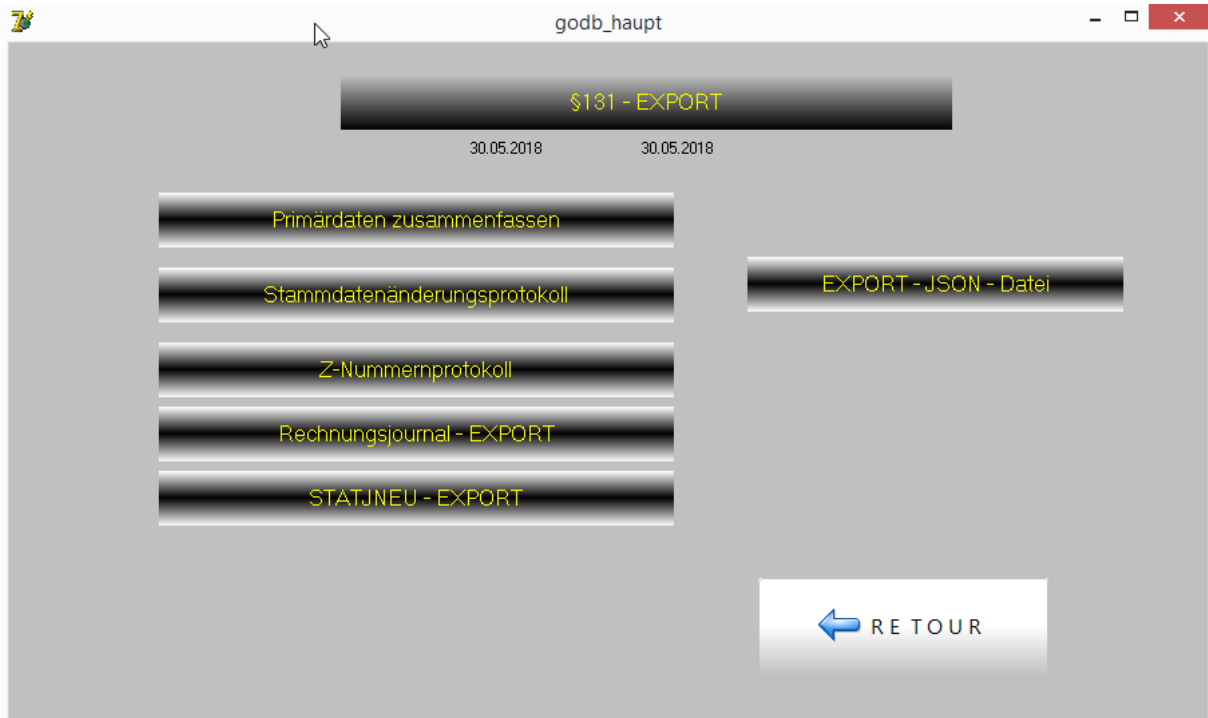 godb_haupt
§131 - EXPORT
30.05.2018 30.05.2018
Primärdaten zusammenfassen
Stammdatenänderungsprotokoll
EXPORT - JSON - Datei
Z-Nummernprotokoll
Rechnungsjournal - EXPORT
STATJNEU - EXPORT
RETOUR